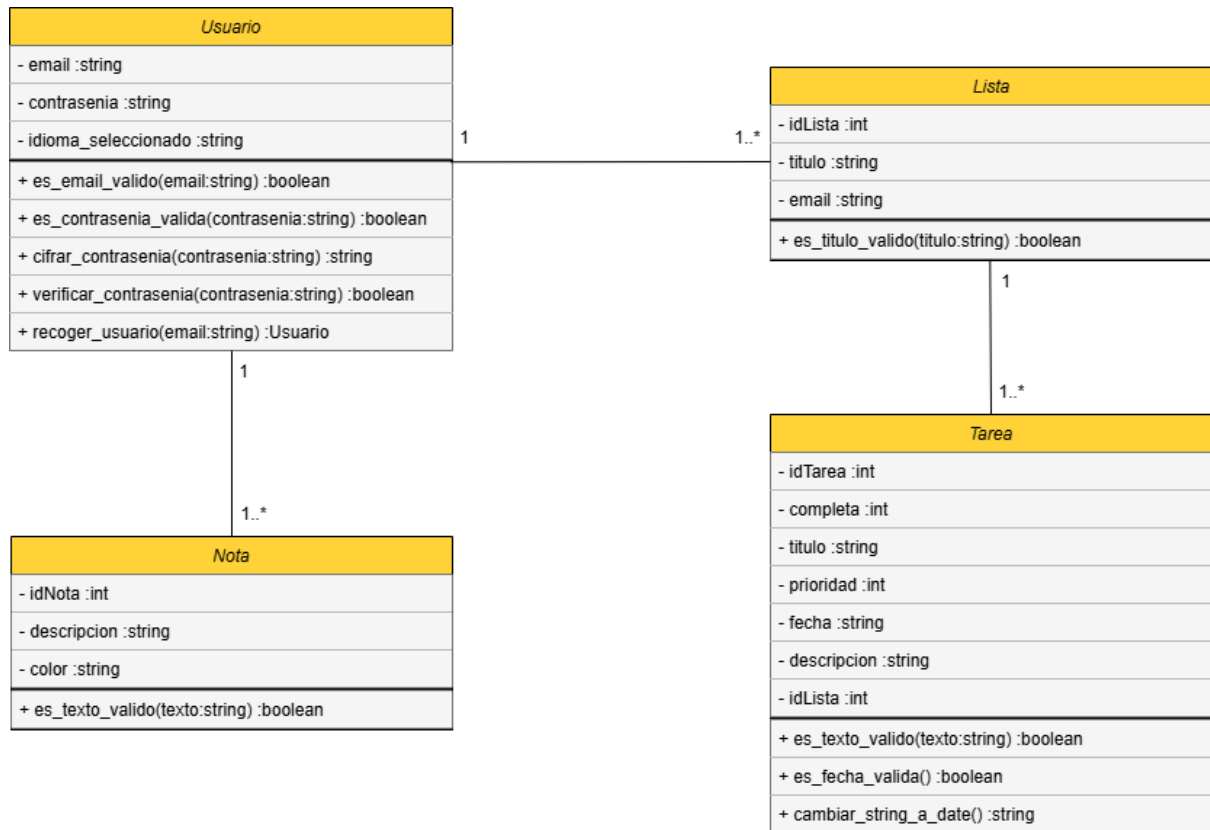 Usuario
- email :string
- contrasenia :string
- idioma_seleccionado :string
+ es_email_valido(email:string) :boolean
+ es_contrasenia_valida(contrasenia:string) :boolean
+ cifrar_contrasenia(contrasenia:string) :string
+ verificar_contrasenia(contrasenia:string) :boolean
+ recoger_usuario(email:string) :Usuario
1
1..*
Lista
- idLista :int
- titulo :string
- email :string
+ es_titulo_valido(titulo:string) :boolean
1
1..*
1
1..*
Nota
- idNota :int
- descripcion :string
- color :string
+ es_texto_valido(texto:string) :boolean
Tarea
- idTarea :int
- completa :int
- titulo :string
- prioridad :int
- fecha :string
- descripcion :string
- idLista :int
+ es_texto_valido(texto:string) :boolean
+ es_fecha_valida() :boolean
+ cambiar_string_a_date() :string